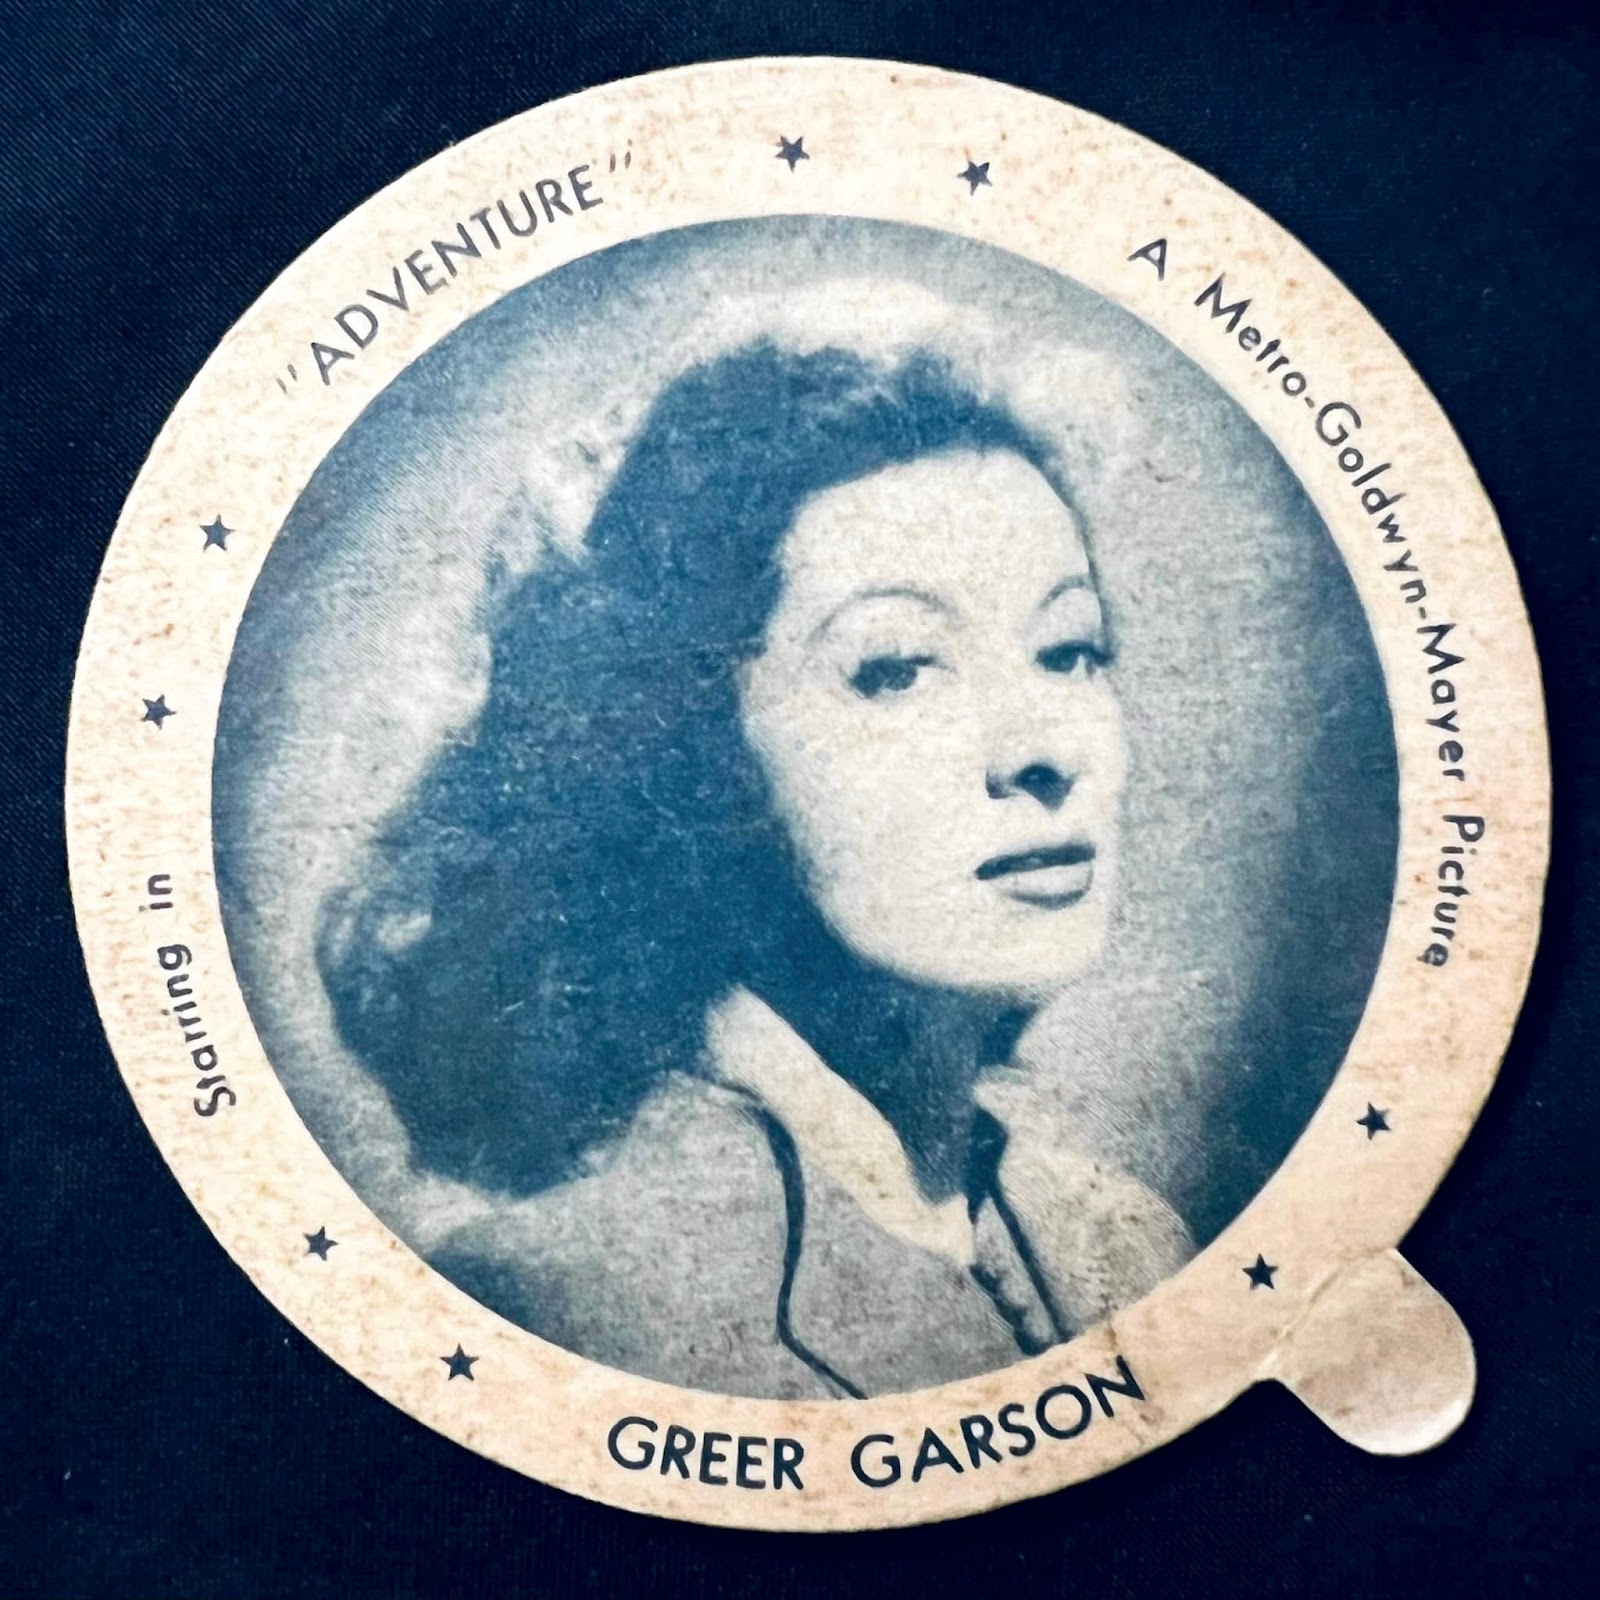 Starring in
"ADVENTURE"
A Metro-Goldwyn-Mayer Picture
GREER GARSON